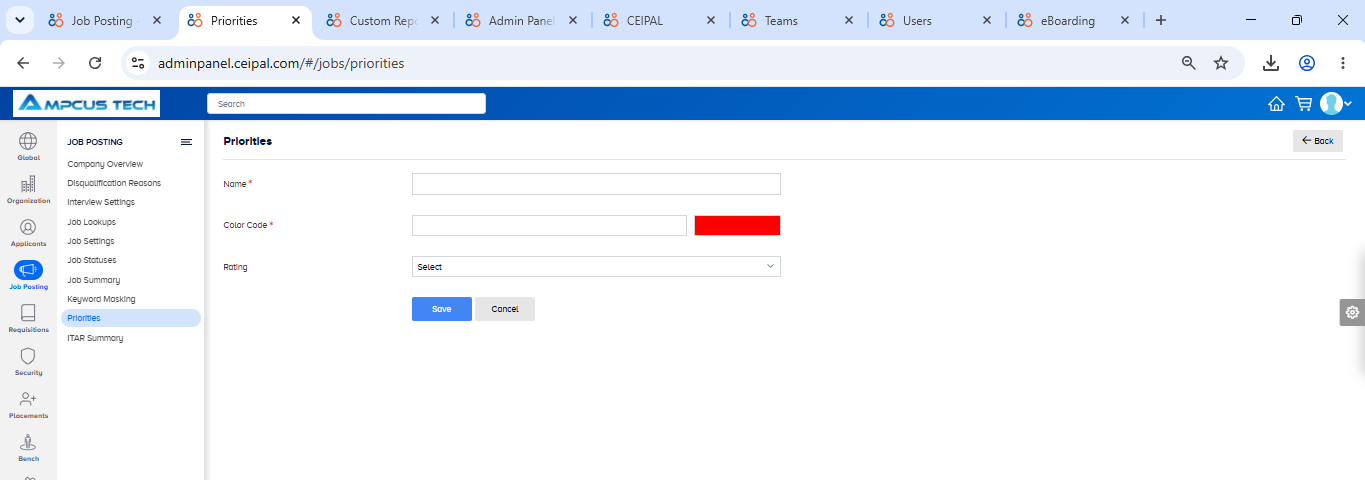 Job Posting -
Priorities
Custom Repo
Admin Panel
CEIPAL
Teams
Users
eBoarding
adminpanel.ceipal.com/#/jobs/priorities
AMPCUS TECH
Search
Global
Organization
Applicants
Job Posting
Requisitions
Security
Placements
Bench
JOB POSTING
Company Overview
Disqualification Reasons
Interview Settings
Job Lookups
Job Settings
Job Statuses
Job Summary
Keyword Masking
Priorities
ITAR Summary
Priorities
Back
Name *
Color Code *
Rating
Select
Save
Cancel